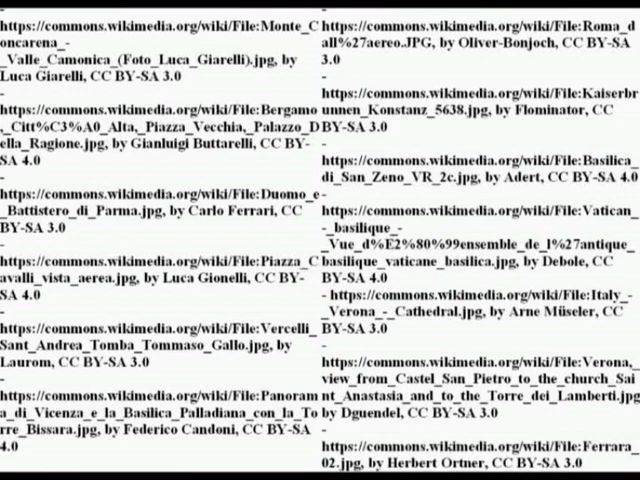 -
https://commons.wikimedia.org/wiki/File:Monte_C
oncarena_-
_Valle_Camonica_(Foto_Luca_Giarelli).jpg, by
Luca Giarelli, CC BY-SA 3.0
-
https://commons.wikimedia.org/wiki/File:Bergamo
,_Citt%C3%A0_Alta,_Piazza_Vecchia,_Palazzo_D
ella_Ragione.jpg, by Gianluigi Buttarelli, CC BY-
SA 4.0
-
https://commons.wikimedia.org/wiki/File:Duomo_e
_Battistero_di_Parma.jpg, by Carlo Ferrari, CC
BY-SA 3.0
-
https://commons.wikimedia.org/wiki/File:Piazza_C
avalli_vista_aerea.jpg, by Luca Gionelli, CC BY-
SA 4.0
-
https://commons.wikimedia.org/wiki/File:Vercelli_
Sant_Andrea_Tomba_Tommaso_Gallo.jpg, by
Laurom, CC BY-SA 3.0
-
https://commons.wikimedia.org/wiki/File:Panoram
a_di_Vicenza_e_la_Basilica_Palladiana_con_la_To
rre_Bissara.jpg, by Federico Candoni, CC BY-SA
4.0
-
https://commons.wikimedia.org/wiki/File:Roma_d
all%27aereo.JPG, by Oliver-Bonjoch, CC BY-SA
3.0
-
https://commons.wikimedia.org/wiki/File:Kaiserbr
unnen_Konstanz_5638.jpg, by Flominator, CC
BY-SA 3.0
-
https://commons.wikimedia.org/wiki/File:Basilica_
di_San_Zeno_VR_2c.jpg, by Adert, CC BY-SA 4.0
-
https://commons.wikimedia.org/wiki/File:Vatican_
-_basilique_-
_Vue_d%E2%80%99ensemble_de_l%27antique_
basilique_vaticane_basilica.jpg, by Debole, CC
BY-SA 4.0
- https://commons.wikimedia.org/wiki/File:Italy_-
_Verona_-_Cathedral.jpg, by Arne Müseler, CC
BY-SA 3.0
-
https://commons.wikimedia.org/wiki/File:Verona,_
view_from_Castel_San_Pietro_to_the_church_Sai
nt_Anastasia_and_to_the_Torre_dei_Lamberti.jpg
by Dguendel, CC BY-SA 3.0
-
https://commons.wikimedia.org/wiki/File:Ferrara_
02.jpg, by Herbert Ortner, CC BY-SA 3.0